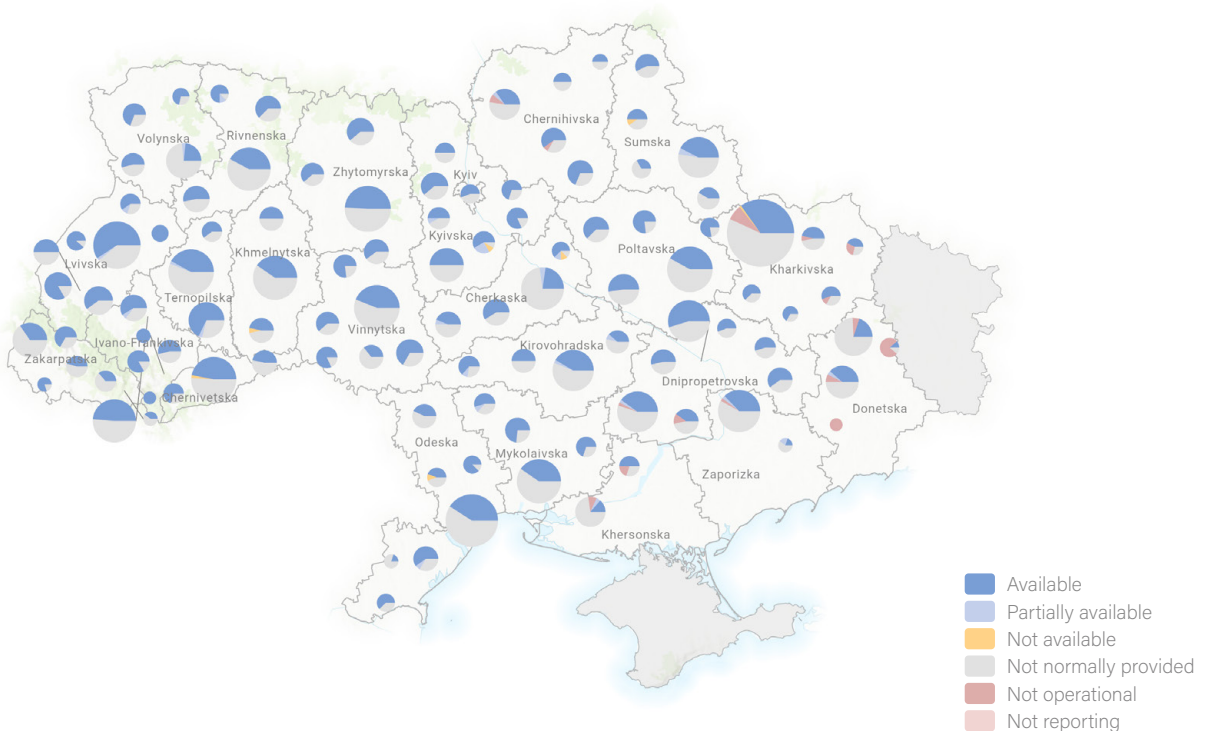 Chernihivska
Volynska
Rivnenska
Sumska
Zhytomyrska
Kyiv
Kyivska
Poltavska
Khmelnytska
Lvivska
Kharkivska
Ternopilska
Cherkaska
Vinnytska
Ivano-Frankivska
Kirovohradska
Zakarpatska
Dnipropetrovska
Chernivetska
Donetska
Odeska
Mykolaivska
Zaporizka
Khersonska
Available
Partially available
Not available
Not normally provided
Not operational
Not reporting